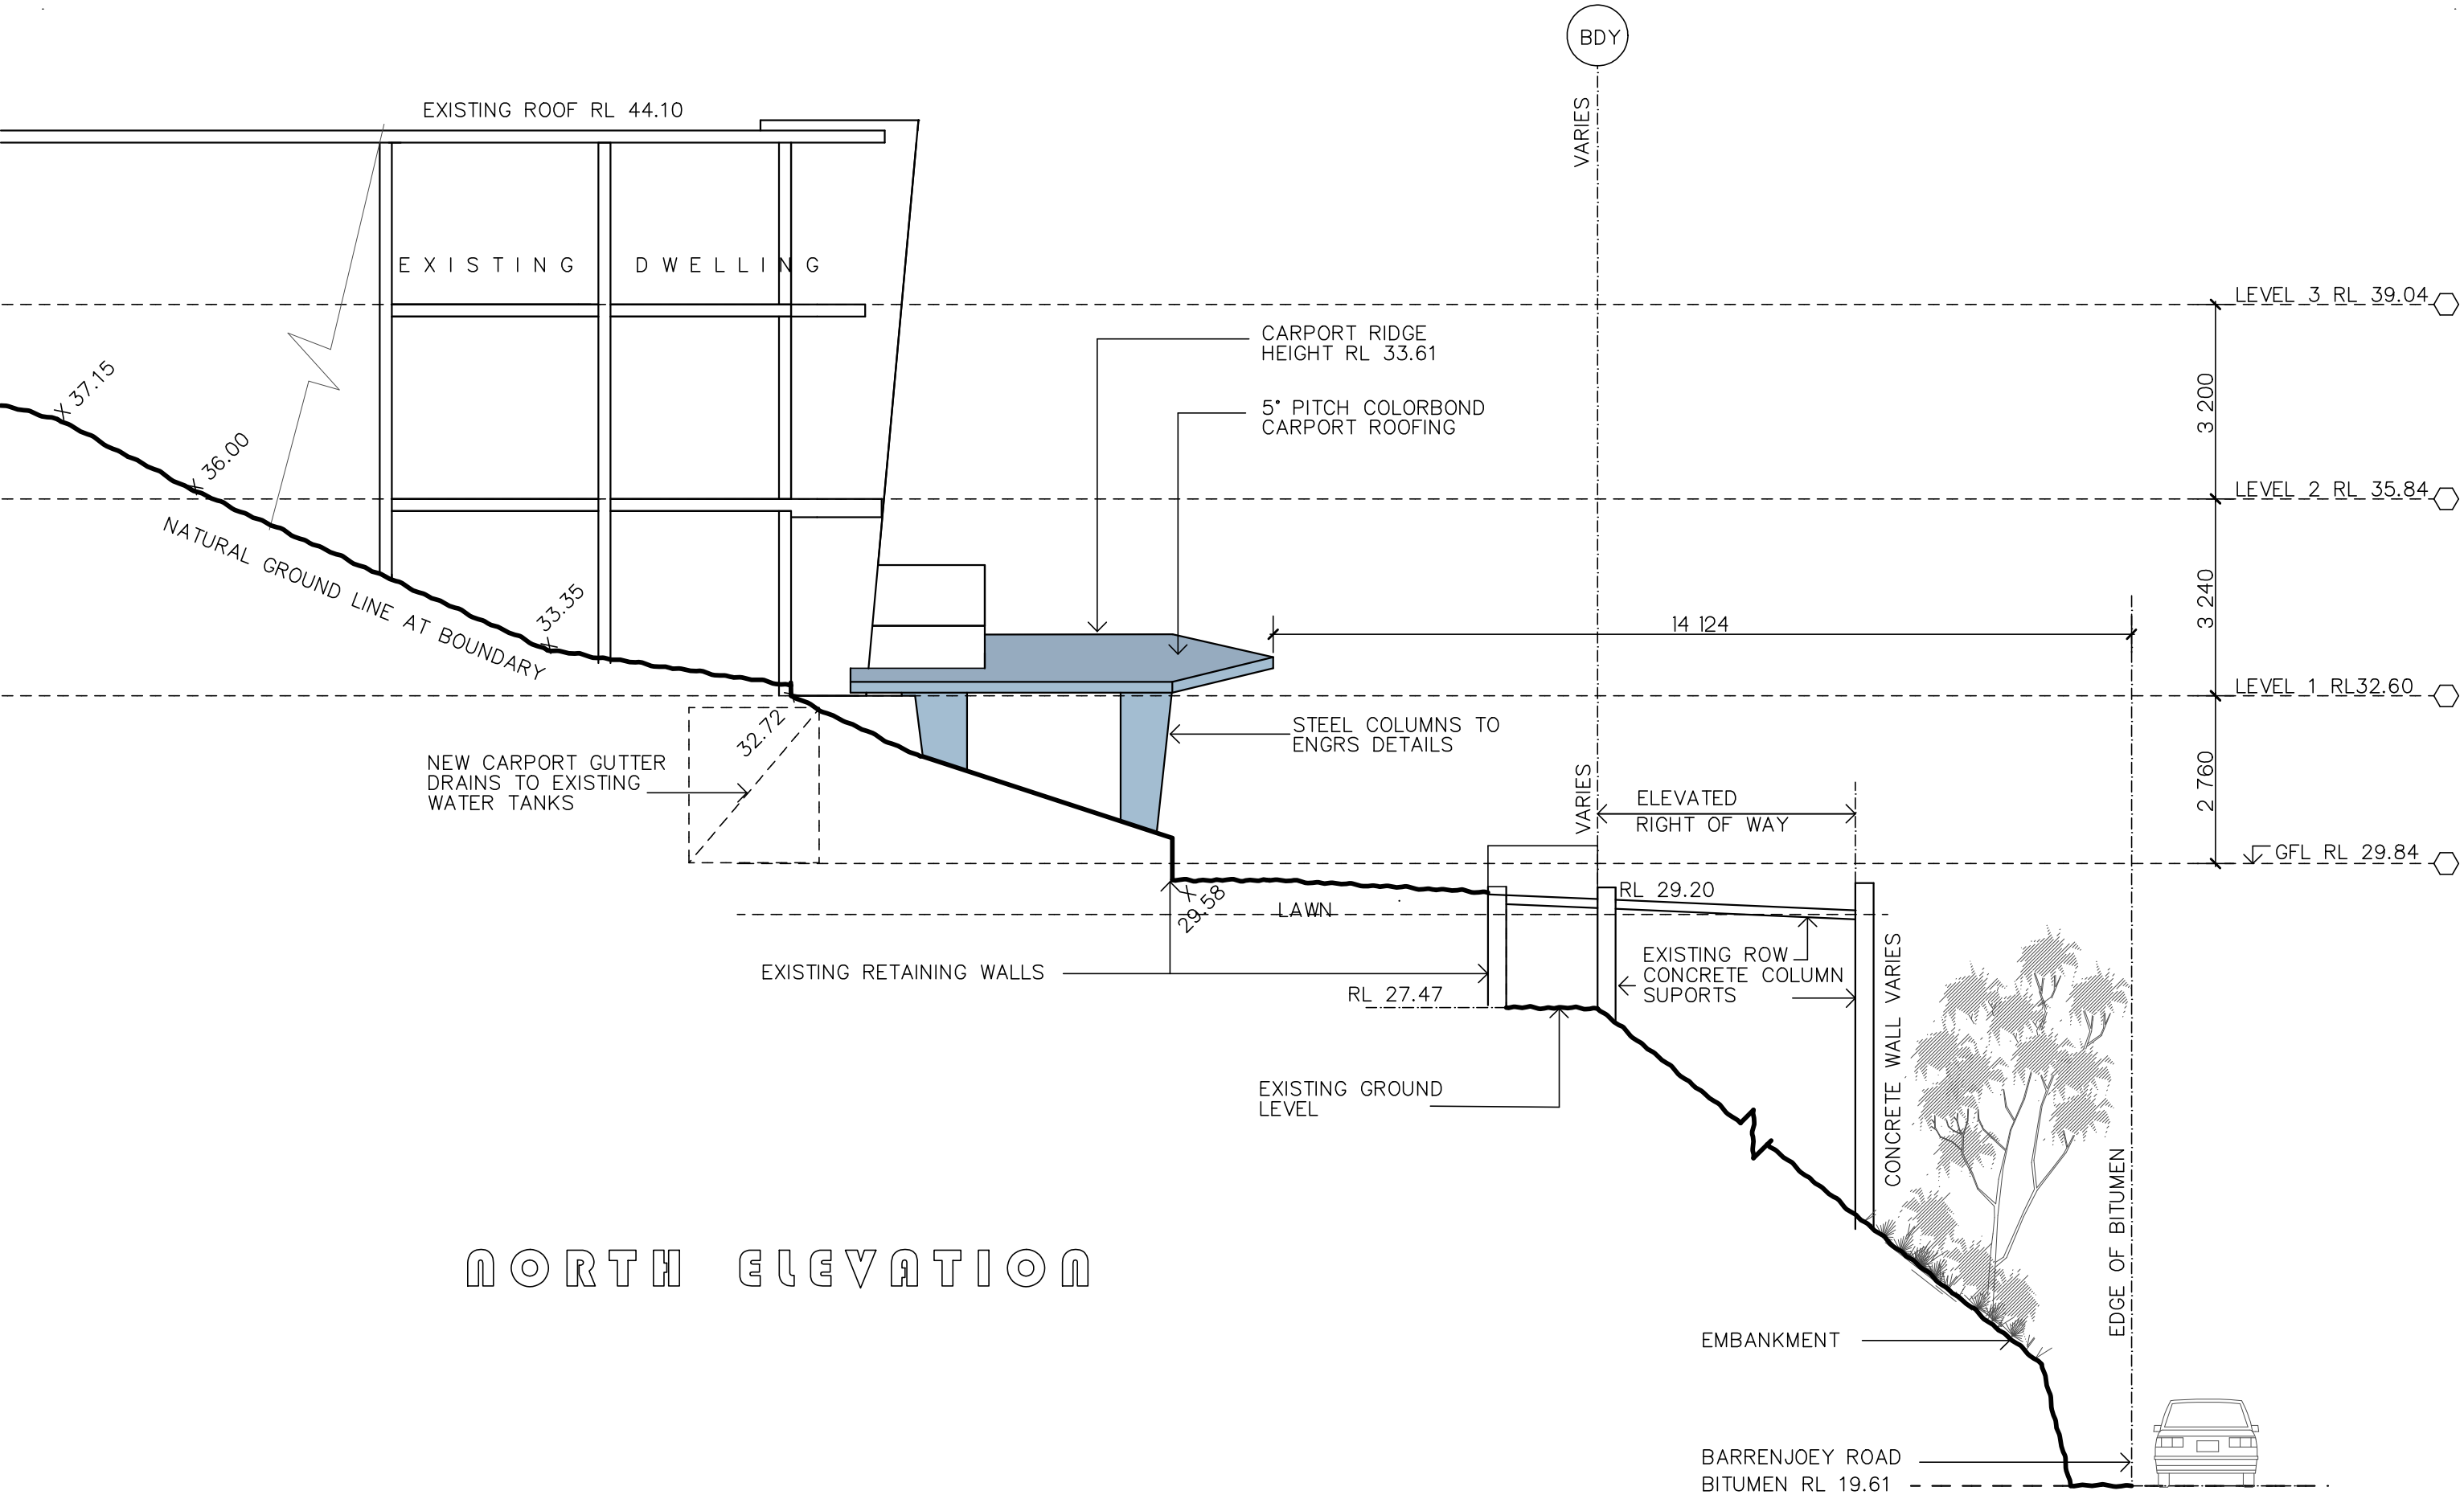 BDY
VARIES
EXISTING ROOF RL 44.10
EXISTING DWELLING
LEVEL 3 RL 39.04
CARPORT RIDGE
HEIGHT RL 33.61
37.15
3 200
5° PITCH COLORBOND
CARPORT ROOFING
36.00
LEVEL 2 RL 35.84
NATURAL GROUND LINE AT BOUNDARY
33.35
3 240
14 124
LEVEL 1 RL32.60
32.72
STEEL COLUMNS TO
ENGRS DETAILS
NEW CARPORT GUTTER
DRAINS TO EXISTING
WATER TANKS
2 760
VARIES
ELEVATED
RIGHT OF WAY
GFL RL 29.84
29.58
LAWN
RL 29.20
EXISTING RETAINING WALLS
EXISTING ROW
CONCRETE COLUMN
SUPORTS
RL 27.47
CONCRETE WALL VARIES
EXISTING GROUND
LEVEL
EDGE OF BITUMEN
NORTH ELEVATION
EMBANKMENT
BARRENJOEY ROAD
BITUMEN RL 19.61